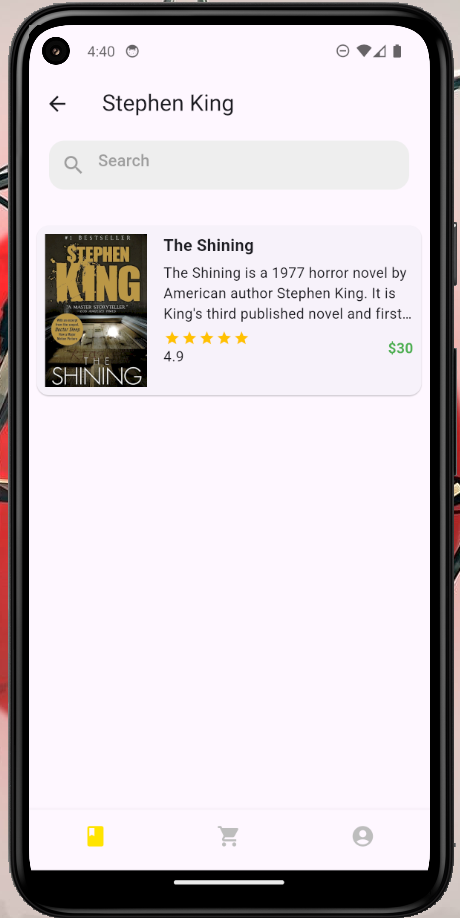 4:40
Stephen King
Search
#1 BESTSELLER
STEPHEN
KING
"A MASTER STORYTELLER."
THE
SHINING
The Shining
The Shining is a 1977 horror novel by
American author Stephen King. It is
King's third published novel and first...
4.9
$30